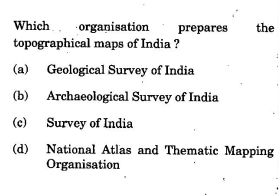 Which organisation prepares the
topographical maps of India ?
(a) Geological Survey of India
(b) Archaeological Survey of India
(c) Survey of India
(d) National Atlas and Thematic Mapping
Organisation